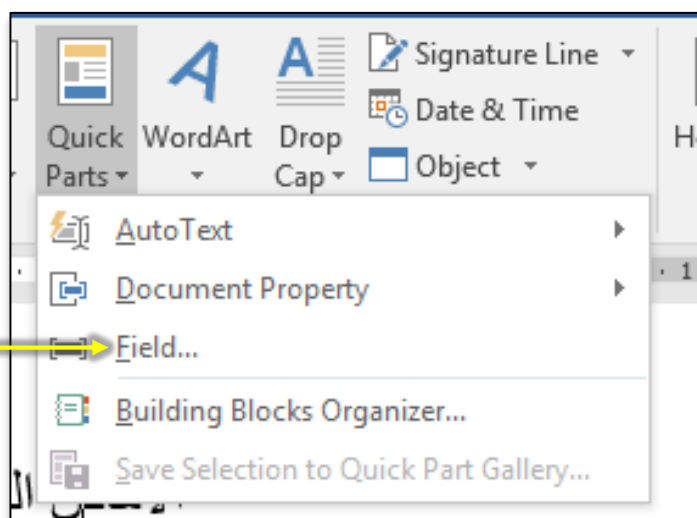 Signature Line
Date & Time
Object
Quick Parts
WordArt
Drop Cap
AutoText
Document Property
Field...
Building Blocks Organizer...
Save Selection to Quick Part Gallery...
1